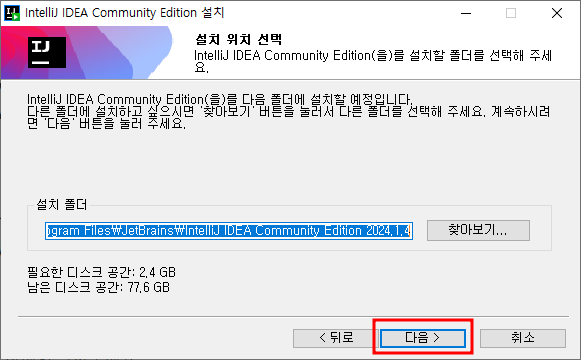 IntelliJ IDEA Community Edition 설치
IJ
설치 위치 선택
IntelliJ IDEA Community Edition(을)를 설치할 폴더를 선택해 주세
요.
IntelliJ IDEA Community Edition(을)를 다음 폴더에 설치할 예정입니다.
다른 폴더에 설치하고 싶으시면 '찾아보기' 버튼을 눌러서 다른 폴더를 선택해 주세요. 계속하시려
면 '다음' 버튼을 눌러 주세요.
설치 폴더
ogram Files₩JetBrains₩IntelliJ IDEA Community Edition 2024.1.4
찾아보기...
필요한 디스크 공간: 2.4 GB
남은 디스크 공간: 77.6 GB
< 뒤로
다음 >
취소